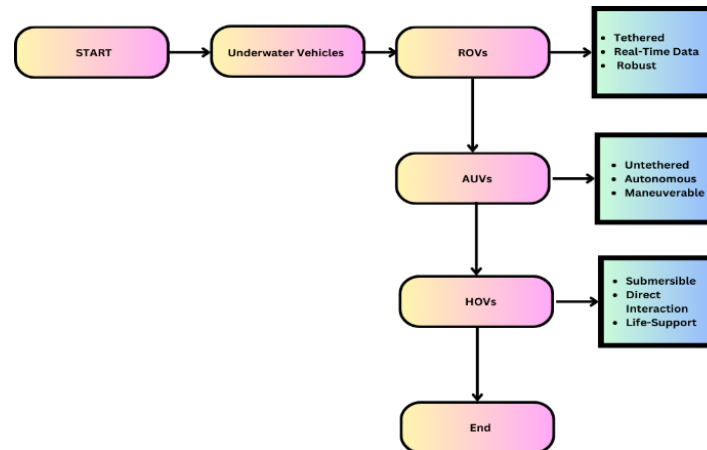 START
Underwater Vehicles
ROVs
• Tethered
• Real-Time Data
• Robust
AUVs
• Untethered
• Autonomous
• Maneuverable
HOVs
• Submersible
• Direct
Interaction
• Life-Support
End